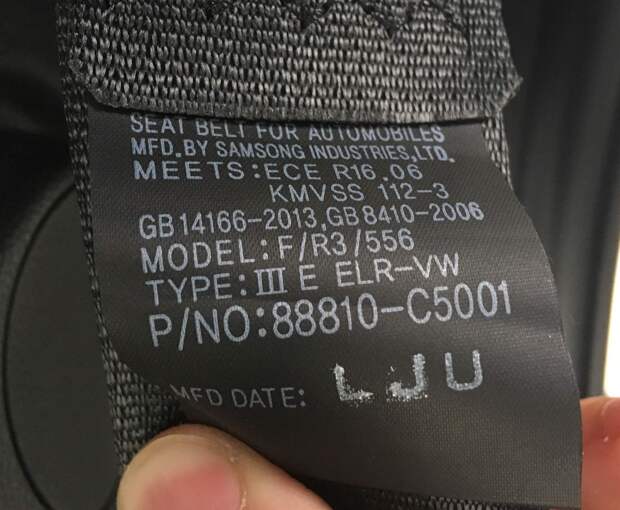 SEAT BELT FOR AUTOMOBILES
MFD.BY SAMSONG INDUSTRIES,LTD.
MEETS:ECE R16.06
KMVSS 112-3
GB14166-2013,GB8410-2006
MODEL:F/R3/556
TYPE:III E ELR-VW
P/NO:88810-C5001
MFD DATE: LJU